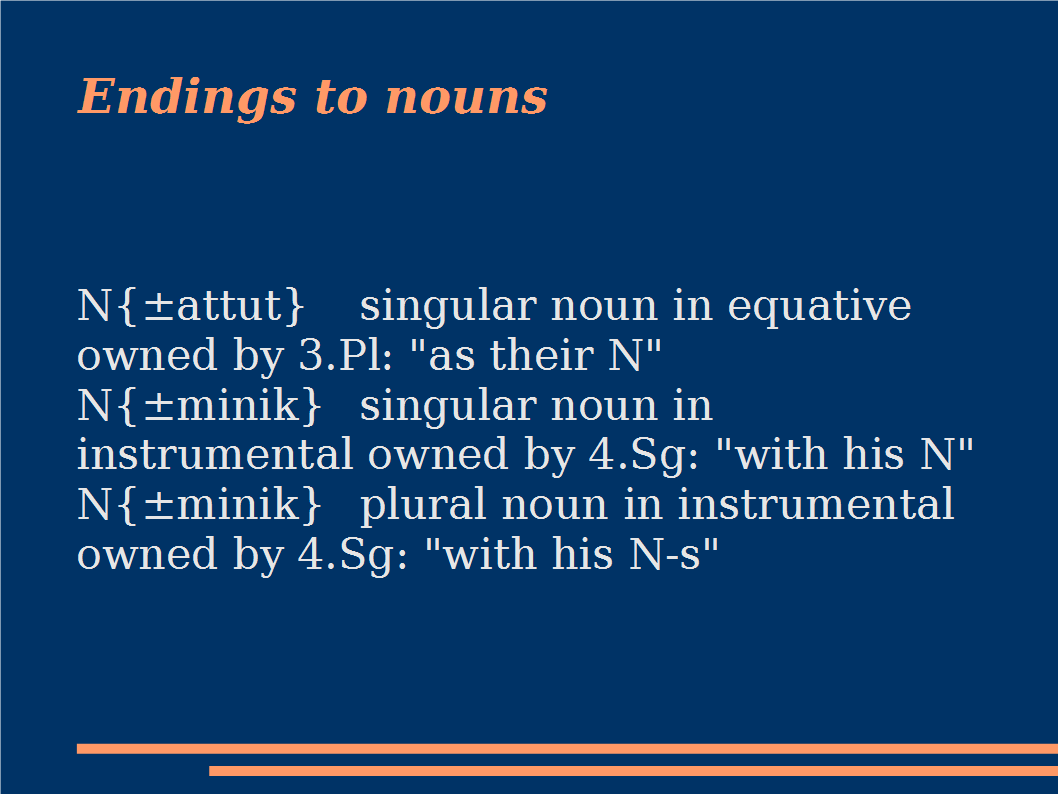 Endings to nouns
N{±attut} singular noun in equative
owned by 3.Pl: "as their N"
N{±minik} singular noun in
instrumental owned by 4.Sg: "with his N"
N{±minik} plural noun in instrumental
owned by 4.Sg: "with his N-s"